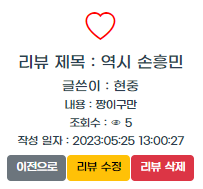 리뷰 제목 : 역시 손흥민
글쓴이 : 현중
내용 : 짱이구만
조회수 : 5
작성 일자 : 2023:05:25 13:00:27
이전으로 리뷰 수정 리뷰 삭제